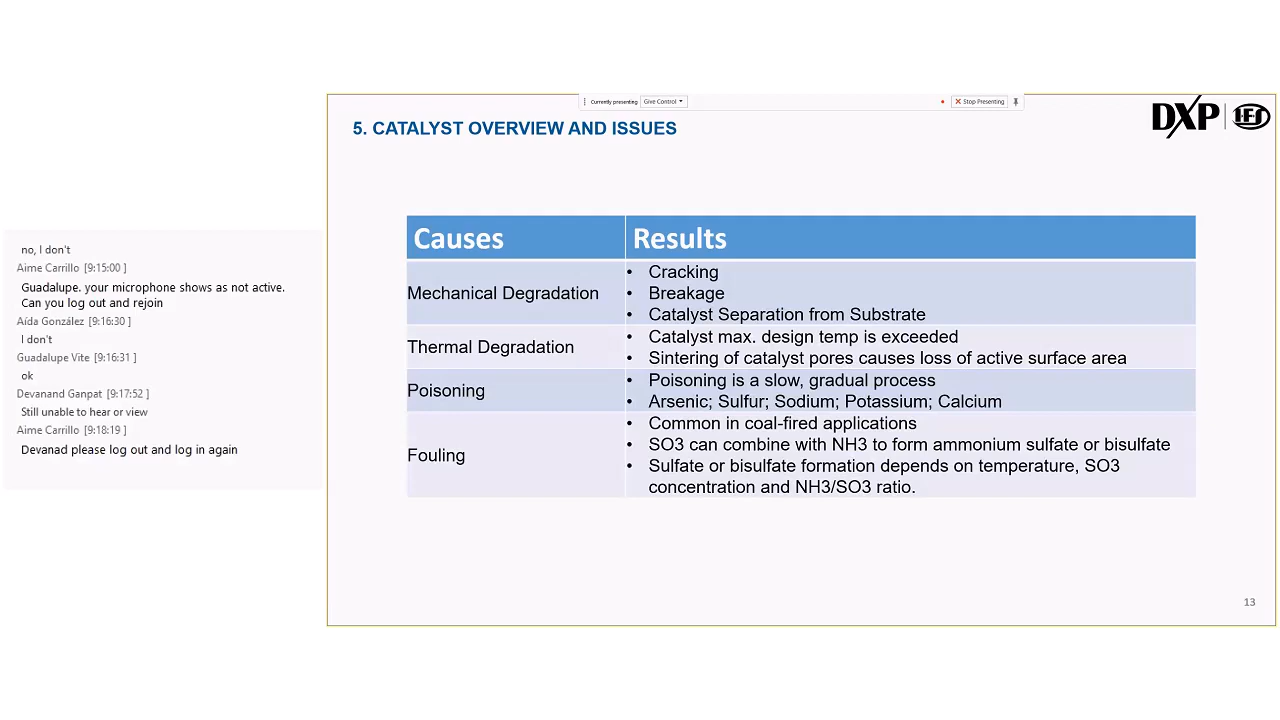 Currently presenting Give Control Stop Presenting
5. CATALYST OVERVIEW AND ISSUES
DXP IFS
no, I don't
Aime Carrillo [9:15:00 ]
Guadalupe. your microphone shows as not active.
Can you log out and rejoin
Aída González [9:16:30 ]
I don't
Guadalupe Vite [9:16:31 ]
ok
Devanand Ganpat [9:17:52 ]
Still unable to hear or view
Aime Carrillo [9:18:19 ]
Devanad please log out and log in again
Causes Results
Mechanical Degradation
• Cracking
• Breakage
• Catalyst Separation from Substrate
Thermal Degradation
• Catalyst max. design temp is exceeded
• Sintering of catalyst pores causes loss of active surface area
Poisoning
• Poisoning is a slow, gradual process
• Arsenic; Sulfur; Sodium; Potassium; Calcium
Fouling
• Common in coal-fired applications
• SO3 can combine with NH3 to form ammonium sulfate or bisulfate
• Sulfate or bisulfate formation depends on temperature, SO3
concentration and NH3/SO3 ratio.
13